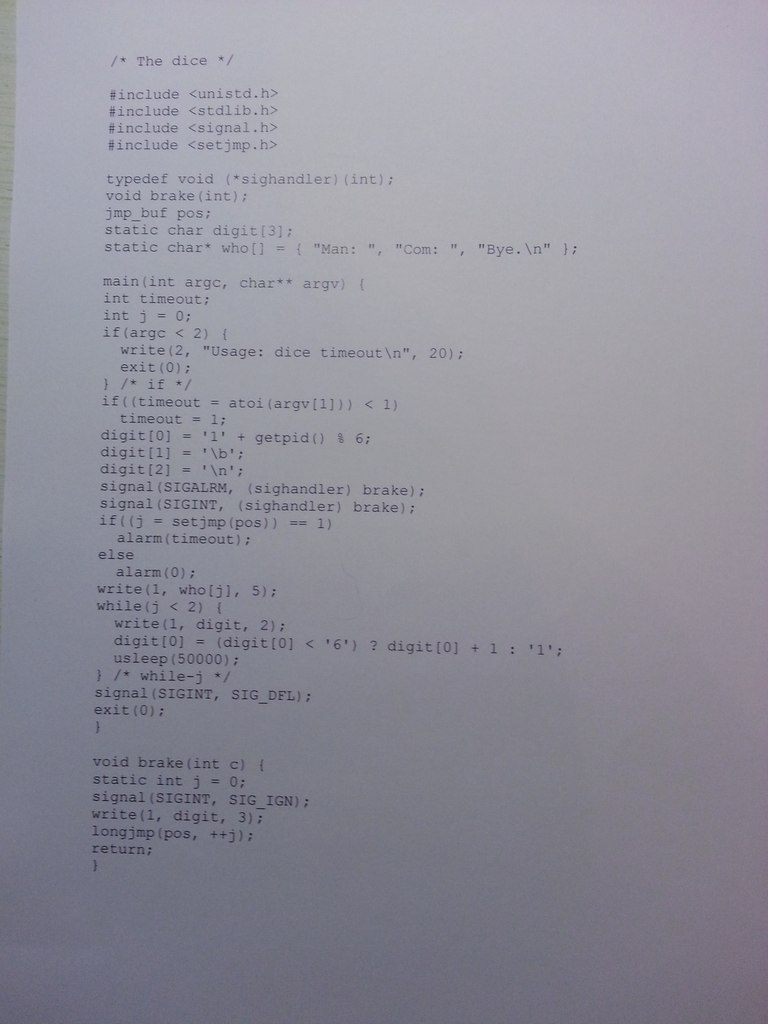 /* The dice */

#include <unistd.h>
#include <stdlib.h>
#include <signal.h>
#include <setjmp.h>

typedef void (*sighandler)(int);
void brake(int);
jmp_buf pos;
static char digit[3];
static char* who[] = { "Man: ", "Com: ", "Bye.\n" };

main(int argc, char** argv) {
int timeout;
int j = 0;
if(argc < 2) {
  write(2, "Usage: dice timeout\n", 20);
  exit(0);
} /* if */
if((timeout = atoi(argv[1])) < 1)
  timeout = 1;
digit[0] = '1' + getpid() % 6;
digit[1] = '\b';
digit[2] = '\n';
signal(SIGALRM, (sighandler) brake);
signal(SIGINT, (sighandler) brake);
if((j = setjmp(pos)) == 1)
  alarm(timeout);
else
  alarm(0);
write(1, who[j], 5);
while(j < 2) {
  write(1, digit, 2);
  digit[0] = (digit[0] < '6') ? digit[0] + 1 : '1';
  usleep(50000);
} /* while-j */
signal(SIGINT, SIG_DFL);
exit(0);
}

void brake(int c) {
static int j = 0;
signal(SIGINT, SIG_IGN);
write(1, digit, 3);
longjmp(pos, ++j);
return;
}